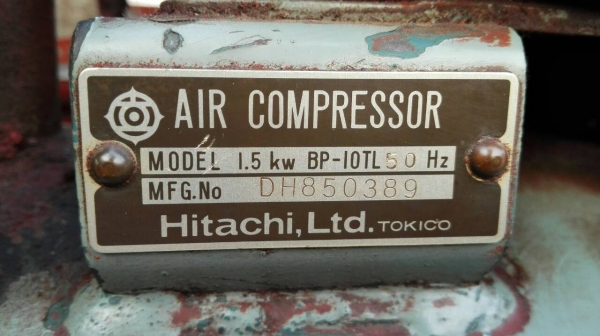 AIR COMPRESSOR
MODEL 1.5 kw BP-10TL 50 Hz
MFG.No DH850389
Hitachi, Ltd. TOKICO